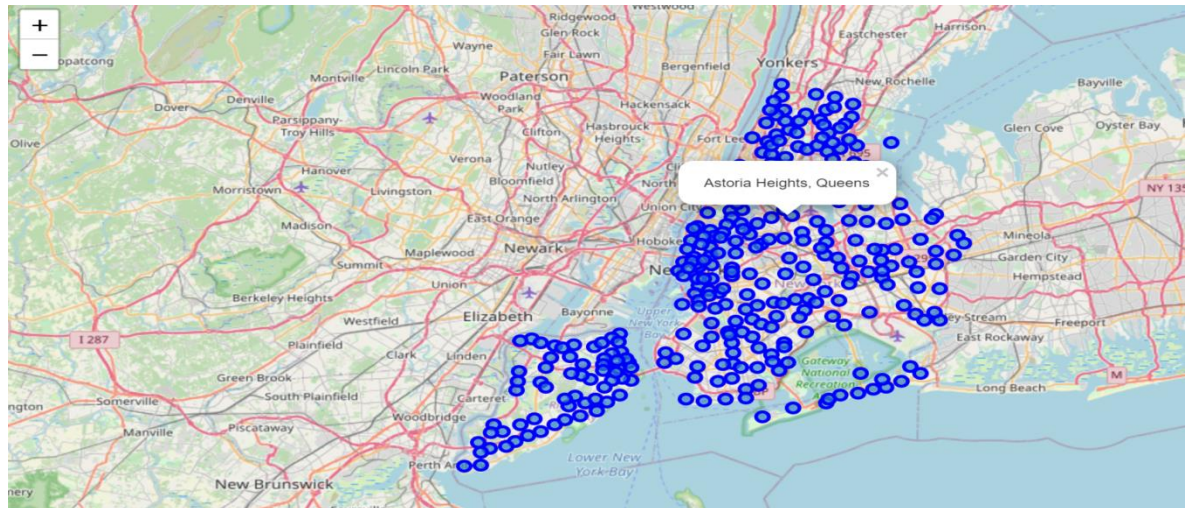 +
−
Ridgewood
Glen Rock
Eastchester
Harrison
opatcong
Wayne
Fair Lawn
Bergenfield
Yonkers
Montville
Lincoln Park
Paterson
New Rochelle
Bayville
Dover
Denville
Woodland
Park
Hackensack
Parsippany-
Troy Hills
Clifton
Hasbrouck
Heights
Fort Lee
Glen Cove
Oyster Bay
Olive
Verona
Nutley
Hanover
Bloomfield
Astoria Heights, Queens
×
Morristown
Livingston
North Arlington
Union City
NY 135
Madison
East Orange
Summit
Maplewood
Newark
Hoboke
Mineola
Garden City
Union
Hempstead
Berkeley Heights
Elizabeth
Bayonne
Westfield
ey Stream
Freeport
I 287
Plainfield
Clark
Linden
East Rockaway
Green Brook
Gateway
National
Recreation
Long Beach
M
Somerville
South Plainfield
Carteret
ngton
Manville
Piscataway
Woodbridge
Perth Am
Lower New
York Bay
New Brunswick
nery